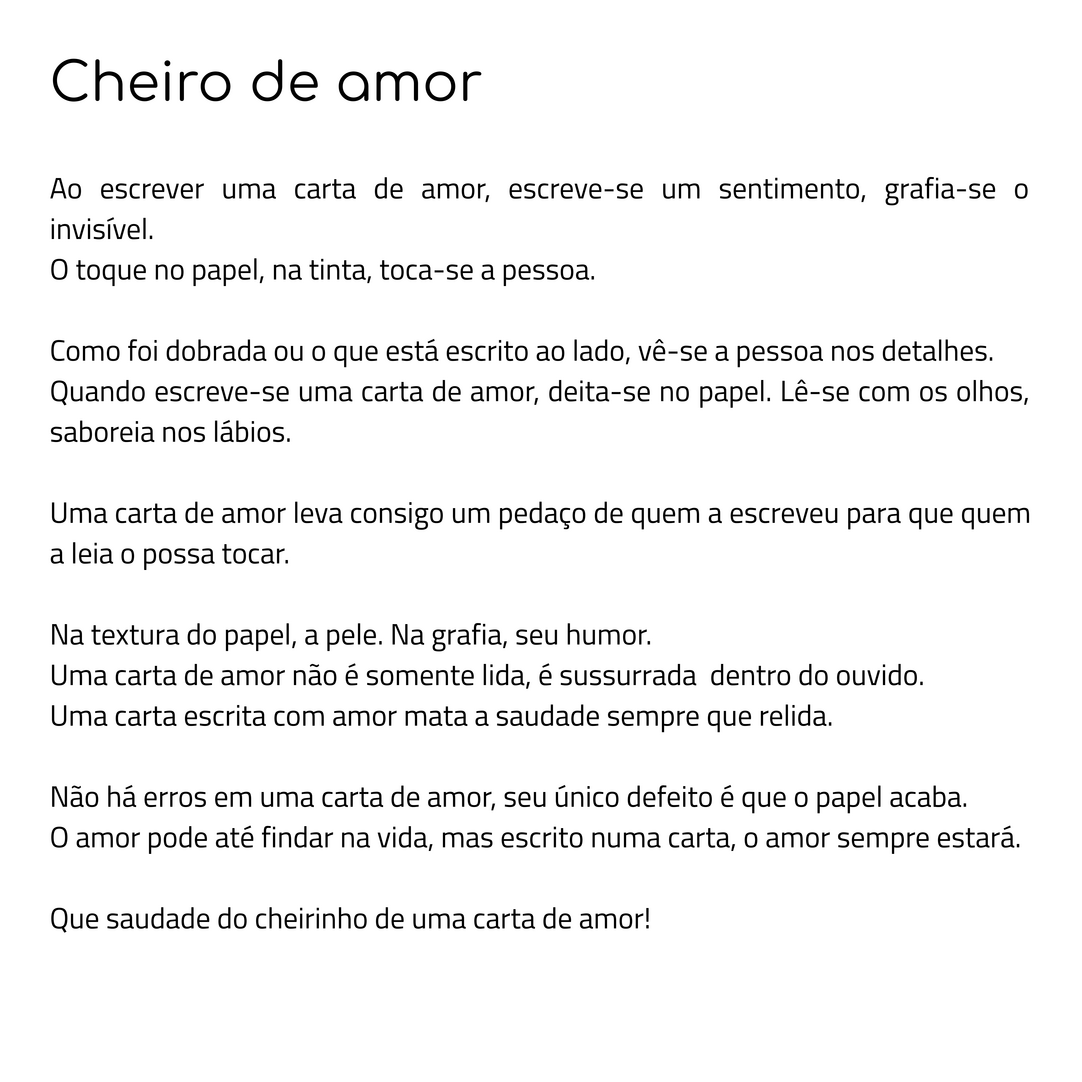 Cheiro de amor
Ao escrever uma carta de amor, escreve-se um sentimento, grafia-se o
invisível.
O toque no papel, na tinta, toca-se a pessoa.
Como foi dobrada ou o que está escrito ao lado, vê-se a pessoa nos detalhes.
Quando escreve-se uma carta de amor, deita-se no papel. Lê-se com os olhos,
saboreia nos lábios.
Uma carta de amor leva consigo um pedaço de quem a escreveu para que quem
a leia o possa tocar.
Na textura do papel, a pele. Na grafia, seu humor.
Uma carta de amor não é somente lida, é sussurrada  dentro do ouvido.
Uma carta escrita com amor mata a saudade sempre que relida.
Não há erros em uma carta de amor, seu único defeito é que o papel acaba.
O amor pode até findar na vida, mas escrito numa carta, o amor sempre estará.
Que saudade do cheirinho de uma carta de amor!